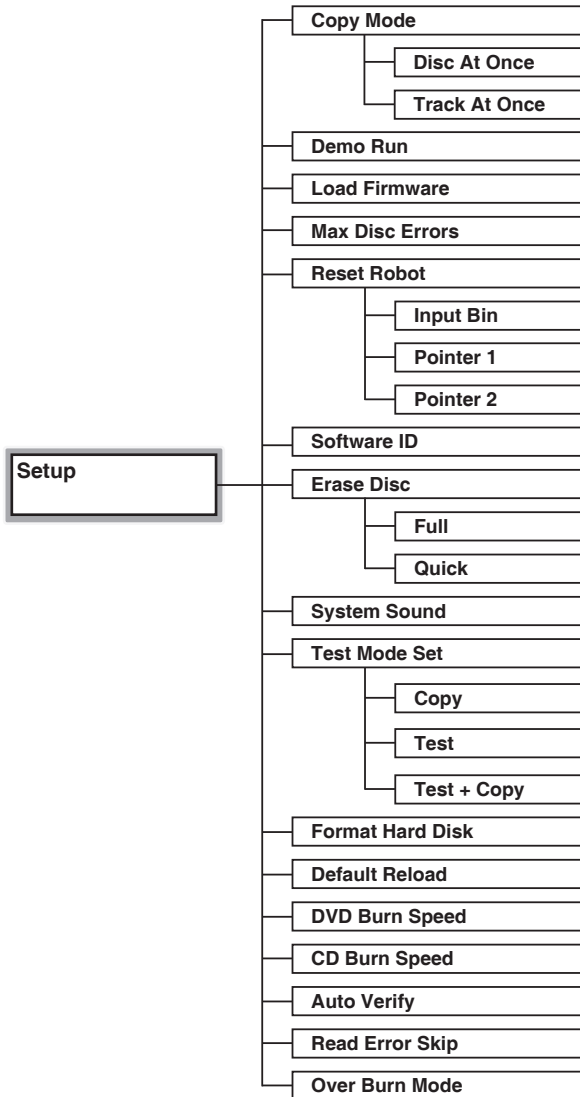 Copy Mode
Disc At Once
Track At Once
Demo Run
Load Firmware
Max Disc Errors
Reset Robot
Input Bin
Pointer 1
Pointer 2
Software ID
Setup
Erase Disc
Full
Quick
System Sound
Test Mode Set
Copy
Test
Test + Copy
Format Hard Disk
Default Reload
DVD Burn Speed
CD Burn Speed
Auto Verify
Read Error Skip
Over Burn Mode